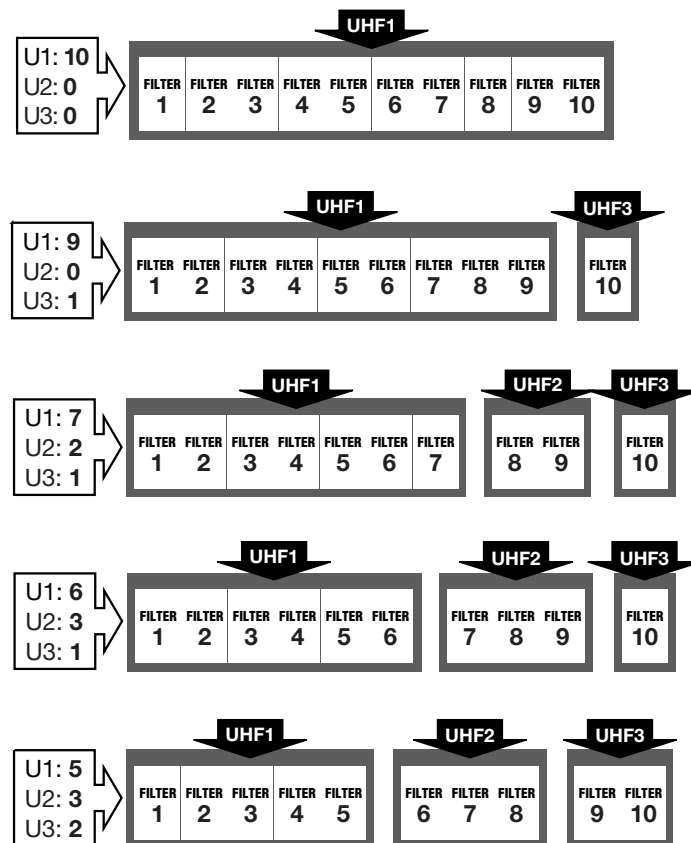 UHF1
U1: 10
U2: 0
U3: 0
FILTER FILTER FILTER FILTER FILTER FILTER FILTER FILTER FILTER FILTER
1 2 3 4 5 6 7 8 9 10
UHF1 UHF3
U1: 9
U2: 0
U3: 1
FILTER FILTER FILTER FILTER FILTER FILTER FILTER FILTER FILTER FILTER
1 2 3 4 5 6 7 8 9 10
UHF1 UHF2 UHF3
U1: 7
U2: 2
U3: 1
FILTER FILTER FILTER FILTER FILTER FILTER FILTER FILTER FILTER FILTER
1 2 3 4 5 6 7 8 9 10
UHF1 UHF2 UHF3
U1: 6
U2: 3
U3: 1
FILTER FILTER FILTER FILTER FILTER FILTER FILTER FILTER FILTER FILTER
1 2 3 4 5 6 7 8 9 10
UHF1 UHF2 UHF3
U1: 5
U2: 3
U3: 2
FILTER FILTER FILTER FILTER FILTER FILTER FILTER FILTER FILTER FILTER
1 2 3 4 5 6 7 8 9 10